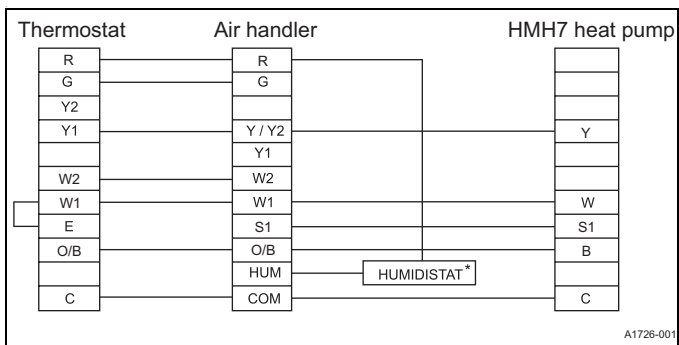 Thermostat Air handler HMH7 heat pump
R R
G G
Y2
Y1 Y / Y2 Y
Y1
W2 W2
W1 W1 W
E S1 S1
O/B O/B B
HUM HUMIDISTAT*
C COM C
A1726-001